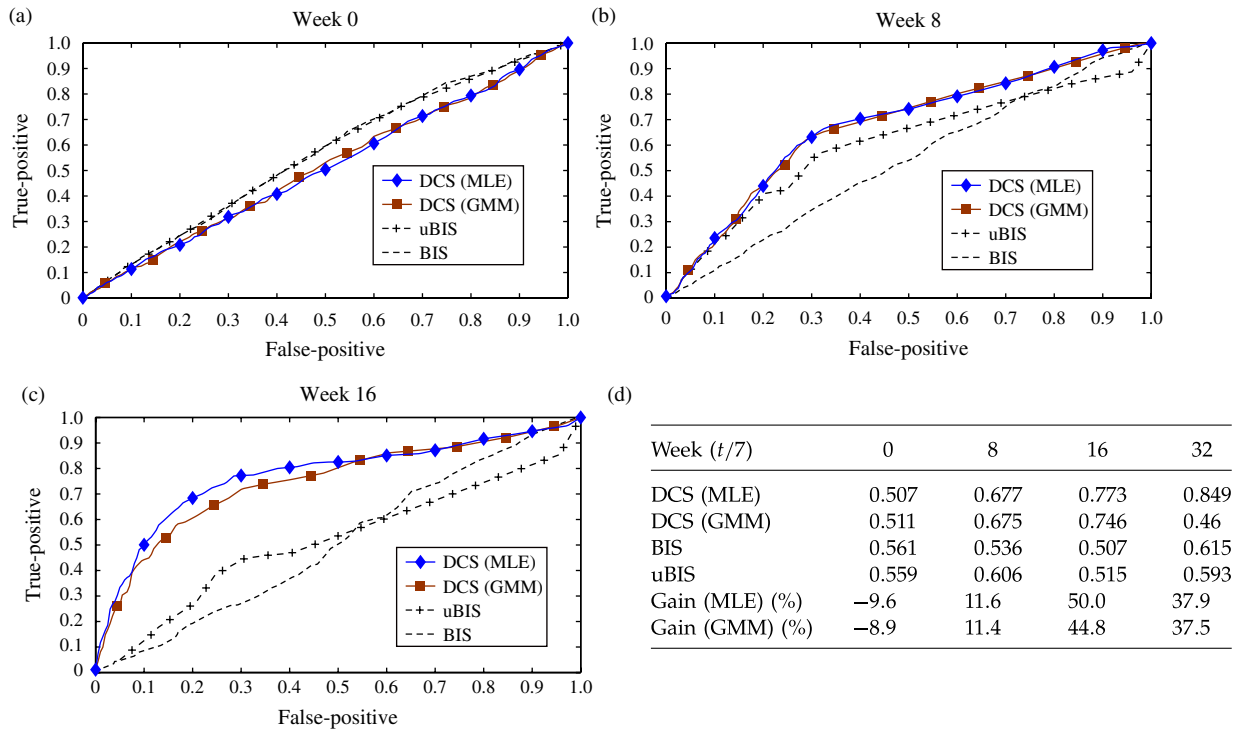 (a)
Week 0
True-positive
1.0
0.9
0.8
0.7
0.6
0.5
0.4
0.3
0.2
0.1
0
0 0.1 0.2 0.3 0.4 0.5 0.6 0.7 0.8 0.9 1.0
False-positive
DCS (MLE)
DCS (GMM)
uBIS
BIS
(b)
Week 8
True-positive
1.0
0.9
0.8
0.7
0.6
0.5
0.4
0.3
0.2
0.1
0
0 0.1 0.2 0.3 0.4 0.5 0.6 0.7 0.8 0.9 1.0
False-positive
DCS (MLE)
DCS (GMM)
uBIS
BIS
(c)
Week 16
True-positive
1.0
0.9
0.8
0.7
0.6
0.5
0.4
0.3
0.2
0.1
0
0 0.1 0.2 0.3 0.4 0.5 0.6 0.7 0.8 0.9 1.0
False-positive
DCS (MLE)
DCS (GMM)
uBIS
BIS
(d)
Week (t/7) 0 8 16 32
DCS (MLE) 0.507 0.677 0.773 0.849
DCS (GMM) 0.511 0.675 0.746 0.46
BIS 0.561 0.536 0.507 0.615
uBIS 0.559 0.606 0.515 0.593
Gain (MLE) (%) −9.6 11.6 50.0 37.9
Gain (GMM) (%) −8.9 11.4 44.8 37.5